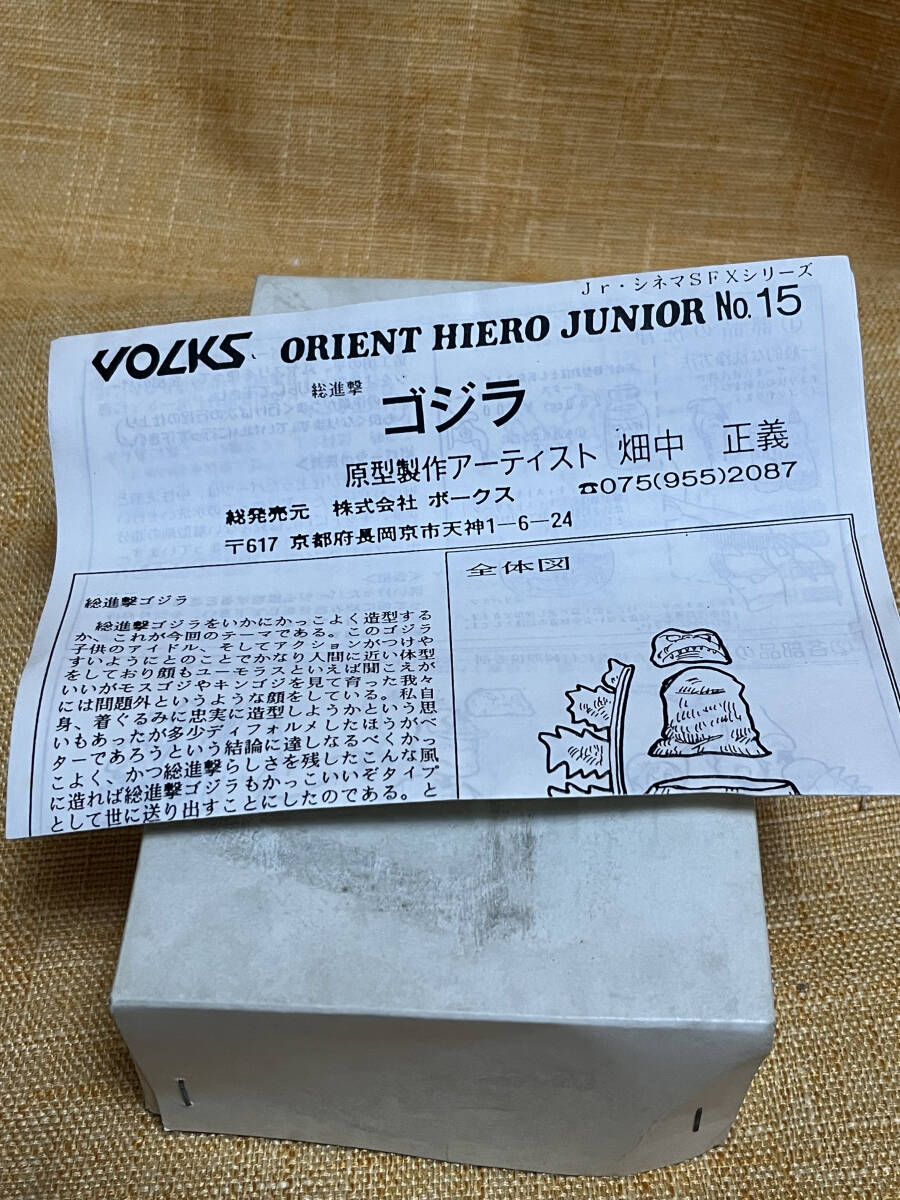 Jr・シネマSFXシリーズ
VOLKS、 ORIENT HIERO JUNIOR No.15
総進撃
ゴジラ
原型製作アーティスト 畑中 正義
総発売元 株式会社 ボークス ☎075(955)2087
〒617 京都府長岡京市天神1-6-24
総進撃ゴジラ
総進撃ゴジラをいかにかっこよく造型する
か、これが今回のテーマである。このゴジラ
子供のアイドル、そしてアクションがつけや
すいようにとのことでかなり人間に近い体型
をしており顔もユーモラスといえば聞こえが
いいがモスゴジやキンゴジを見て育った我々
には問題外というような顔をしている。私自
身、着ぐるみに忠実に造型しようかという思
いもあったが多少ディフォルメしたほうがベ
ターであろうという結論に達しなるべくかっ
こよく、かつ総進撃らしさを残したこんな風
に造れば総進撃ゴジラもかっこいいぞタイプ
として世に送り出すことにしたのである。と
全体図